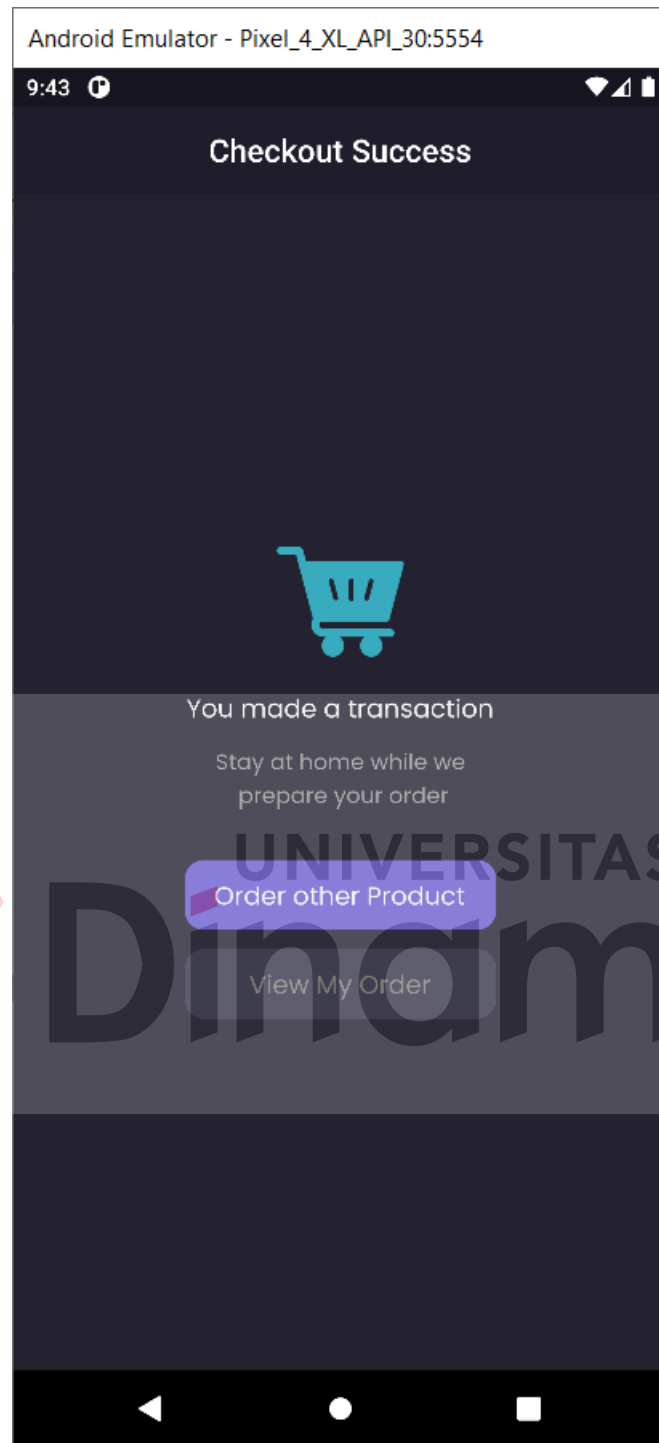 Android Emulator - Pixel_4_XL_API_30:5554
9:43
Checkout Success
You made a transaction
Stay at home while we
prepare your order
UNIVERSITAS
Order other Product
Dinam
View My Order